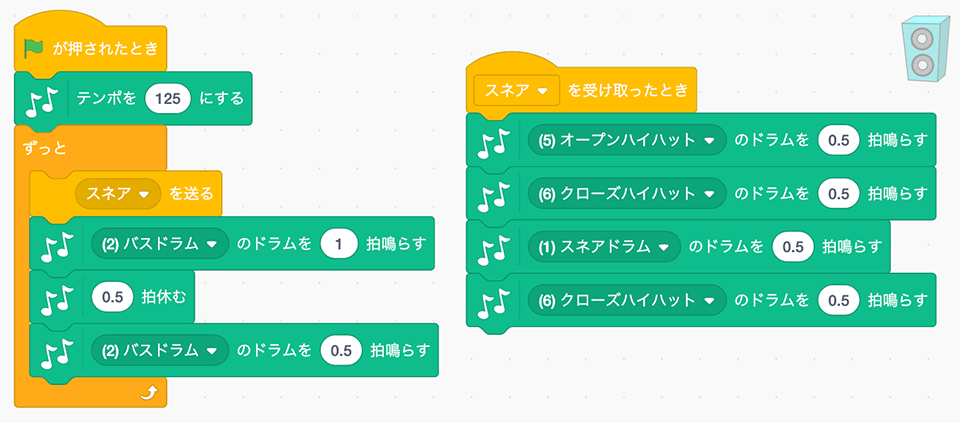 が押されたとき
テンポを 125 にする
ずっと
スネア を送る
(2) バスドラム のドラムを 1 拍鳴らす
0.5 拍休む
(2) バスドラム のドラムを 0.5 拍鳴らす
スネア を受け取ったとき
(5) オープンハイハット のドラムを 0.5 拍鳴らす
(6) クローズハイハット のドラムを 0.5 拍鳴らす
(1) スネアドラム のドラムを 0.5 拍鳴らす
(6) クローズハイハット のドラムを 0.5 拍鳴らす